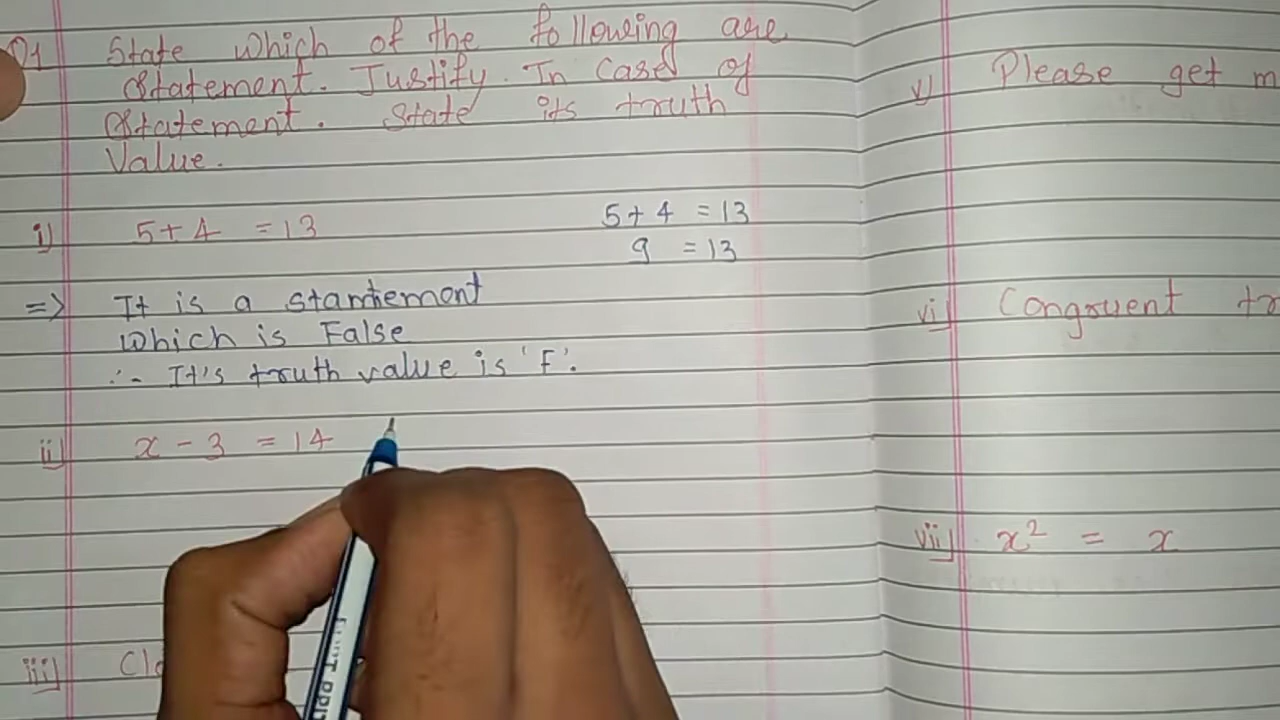 Q1 State which of the following are
Statement. Justify. In Case of
Statement. State its truth
Value.
i) 5+4 =13
5+4 =13
9 =13
=> It is a stamtement
which is False
∴ It's truth value is 'F'.
ii) x - 3 = 14
iii)
v) Please get
vi) Congruent
vii) x² = x